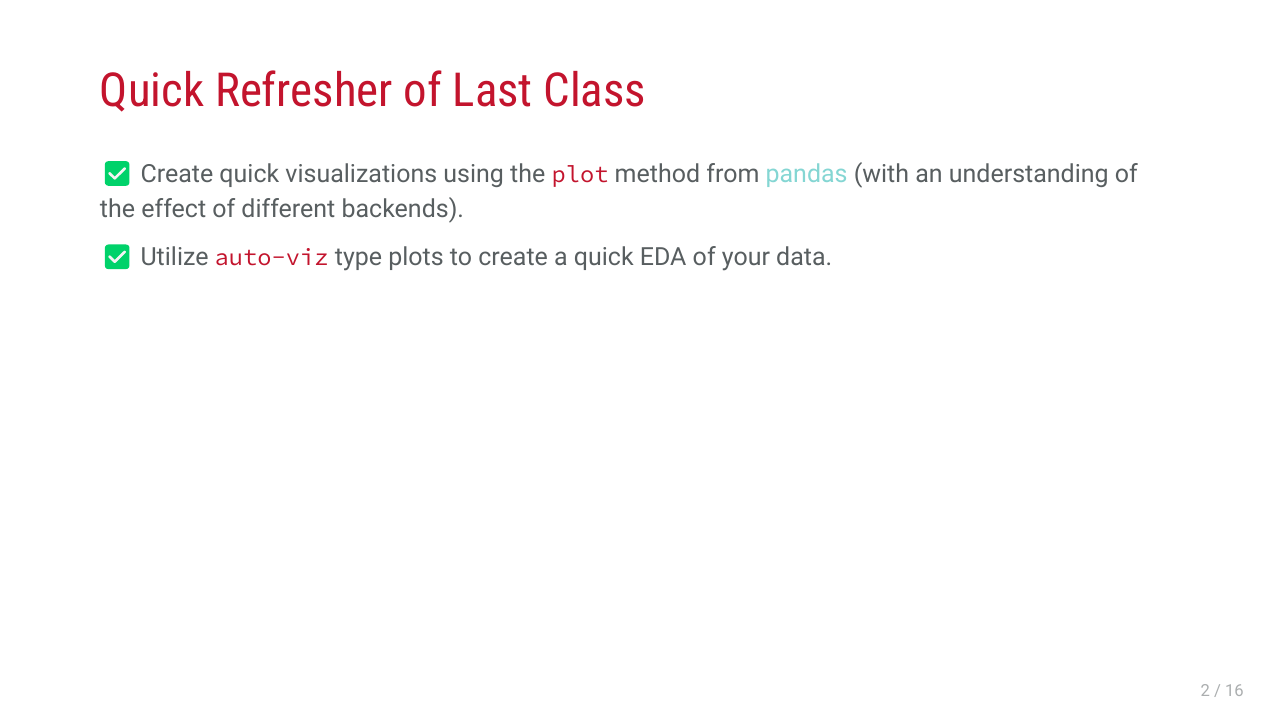 Quick Refresher of Last Class
✅ Create quick visualizations using the plot method from pandas (with an understanding of
the effect of different backends).
✅ Utilize auto-viz type plots to create a quick EDA of your data.
2 / 16